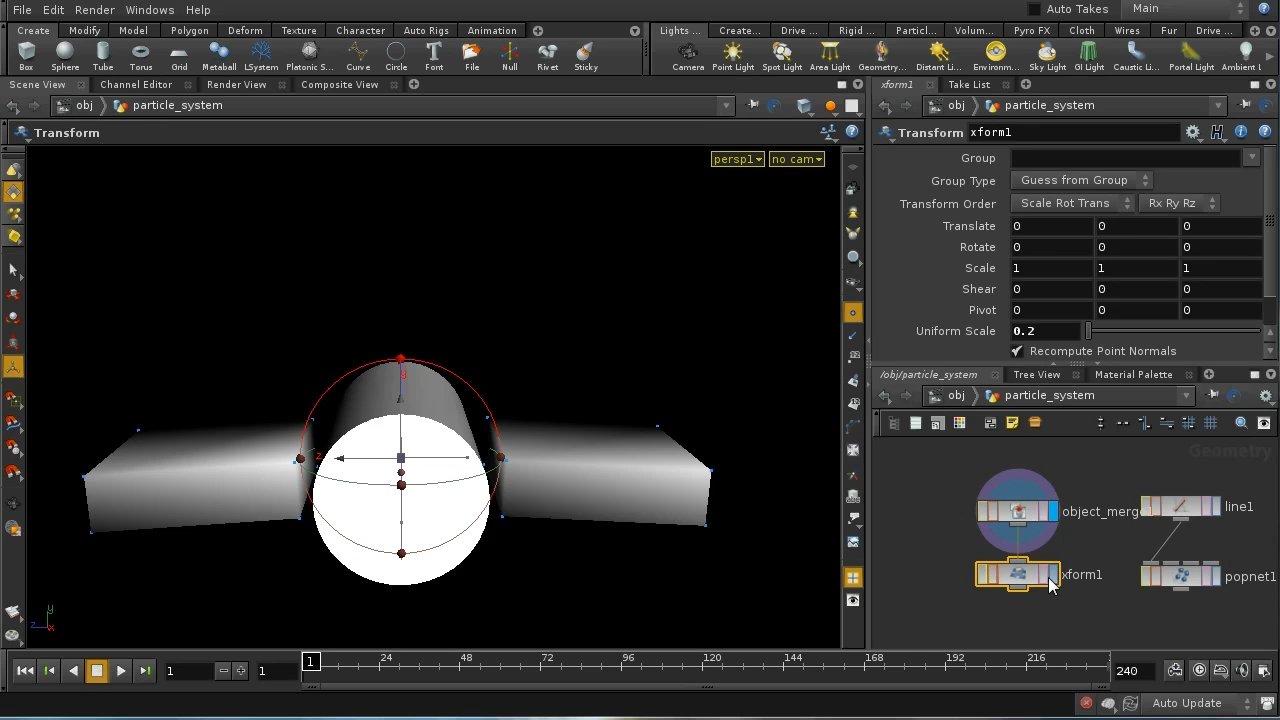 File Edit Render Windows Help Auto Takes Main
Create Modify Model Polygon Deform Texture Character Auto Rigs Animation Lights ... Create... Drive ... Rigid ... Particl... Volum... Pyro FX Cloth Wires Fur Drive ...
Box Sphere Tube Torus Grid Metaball LSystem Platonic S... Curve Circle Font File Null Rivet Sticky Camera Point Light Spot Light Area Light Geometry... Distant Li... Environm... Sky Light GI Light Caustic Li... Portal Light Ambient L
Scene View Channel Editor Render View Composite View xform1 Take List
obj particle_system obj particle_system
Transform Transform xform1
persp1 no cam
Group
Group Type Guess from Group
Transform Order Scale Rot Trans Rx Ry Rz
Translate 0 0 0
Rotate 0 0 0
Scale 1 1 1
Shear 0 0 0
Pivot 0 0 0
Uniform Scale 0.2
Recompute Point Normals
/obj/particle_system Tree View Material Palette
obj particle_system
Geometry
object_merge line1
xform1 popnet1
y
z
y
z x
1 1 1 24 48 72 96 120 144 168 192 216 240
Auto Update